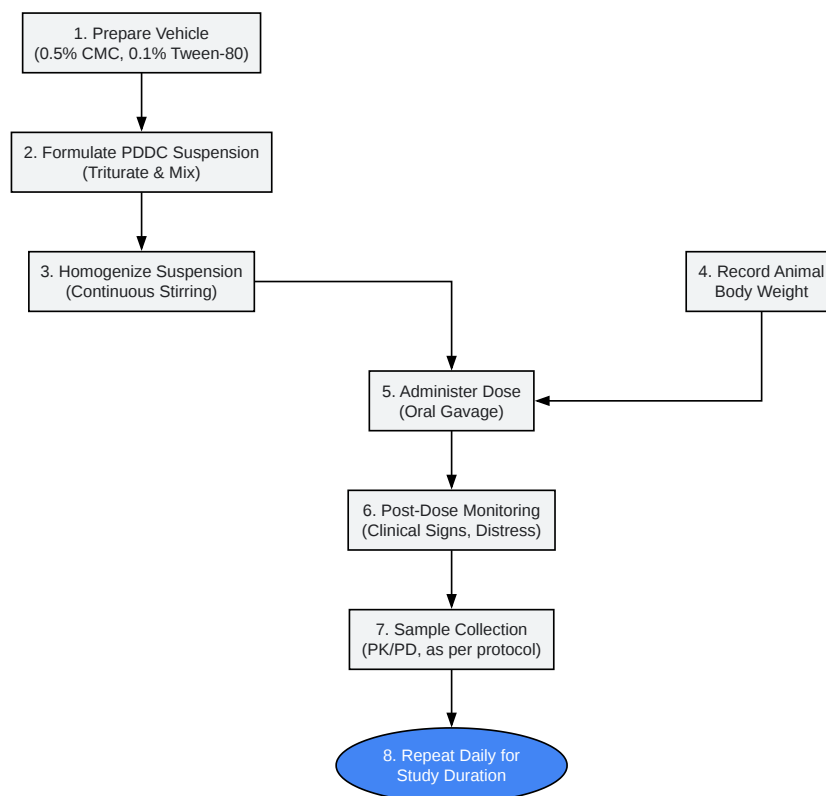 1. Prepare Vehicle
(0.5% CMC, 0.1% Tween-80)
2. Formulate PDDC Suspension
(Triturate & Mix)
3. Homogenize Suspension
(Continuous Stirring)
4. Record Animal
Body Weight
5. Administer Dose
(Oral Gavage)
6. Post-Dose Monitoring
(Clinical Signs, Distress)
7. Sample Collection
(PK/PD, as per protocol)
8. Repeat Daily for
Study Duration